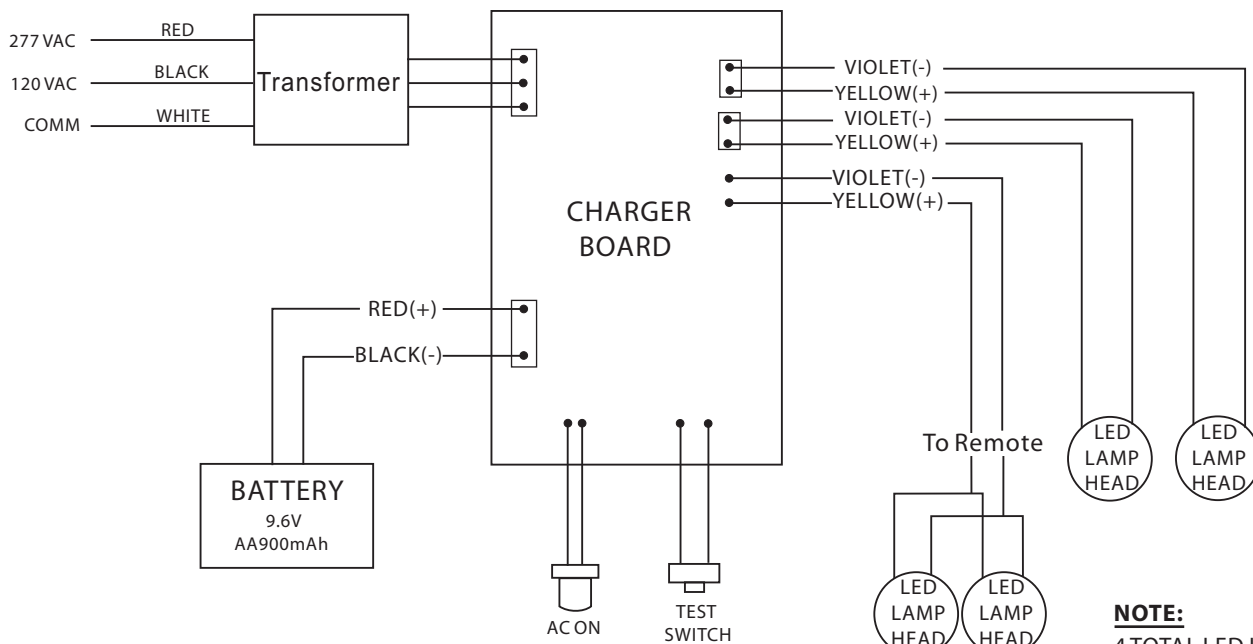 277 VAC
RED
120 VAC
BLACK
COMM
WHITE
Transformer
CHARGER
BOARD
VIOLET(-)
YELLOW(+)
VIOLET(-)
YELLOW(+)
VIOLET(-)
YELLOW(+)
RED(+)
BLACK(-)
BATTERY
9.6V
AA900mAh
AC ON
TEST
SWITCH
To Remote
LED
LAMP
HEAD
LED
LAMP
HEAD
LED
LAMP
HEAD
LED
LAMP
HEAD
NOTE:
4 TOTAL LED